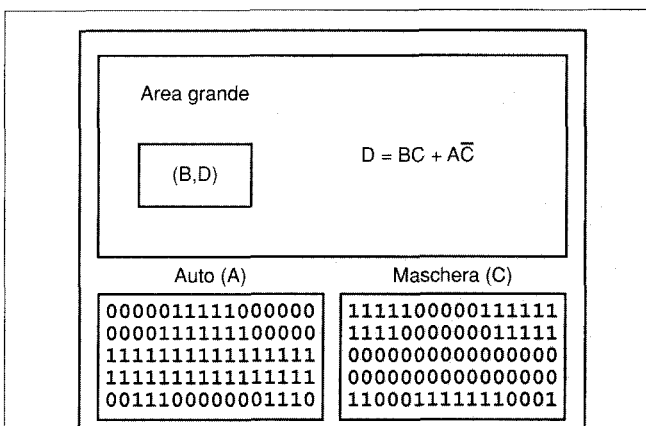 Area grande
(B,D)
D = BC + AC̅
Auto (A)
Maschera (C)
0000011111000000
0000111111100000
1111111111111111
1111111111111111
0011100000001110
1111100000111111
1111000000011111
0000000000000000
0000000000000000
1100011111110001